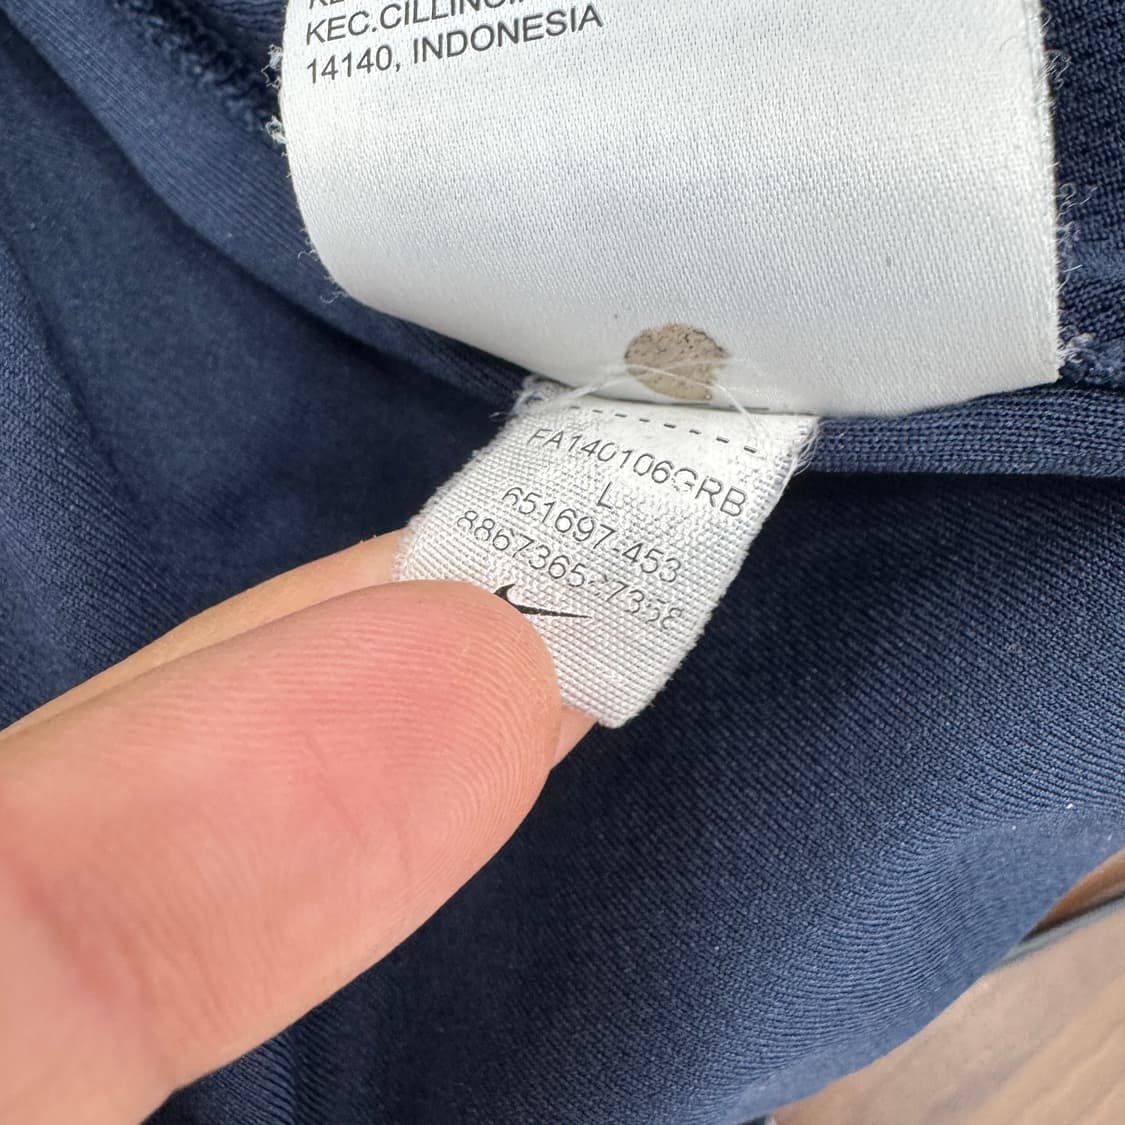 KEC.CILLINCI
14140, INDONESIA
FA140106GRB
L
651697-453